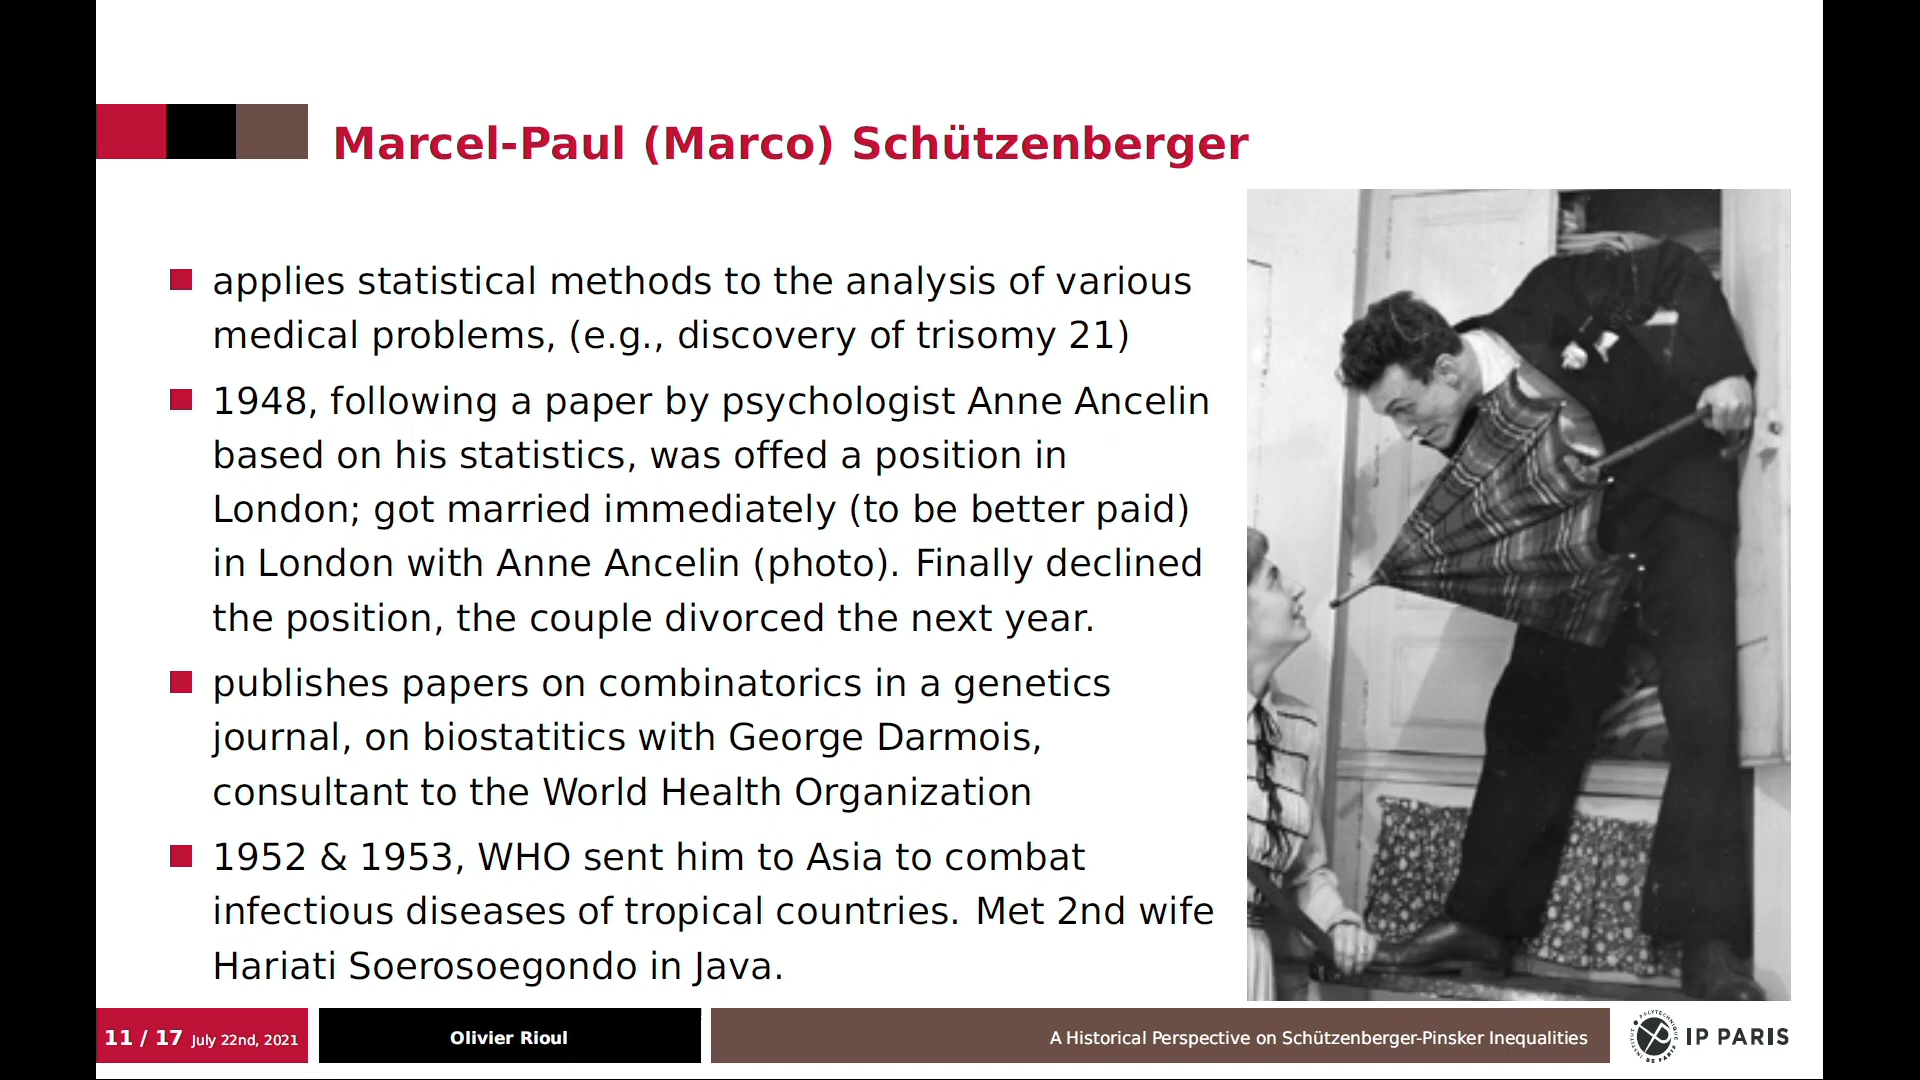 Marcel-Paul (Marco) Schützenberger
applies statistical methods to the analysis of various
medical problems, (e.g., discovery of trisomy 21)
1948, following a paper by psychologist Anne Ancelin
based on his statistics, was offed a position in
London; got married immediately (to be better paid)
in London with Anne Ancelin (photo). Finally declined
the position, the couple divorced the next year.
publishes papers on combinatorics in a genetics
journal, on biostatitics with George Darmois,
consultant to the World Health Organization
1952 & 1953, WHO sent him to Asia to combat
infectious diseases of tropical countries. Met 2nd wife
Hariati Soerosoegondo in Java.
11 / 17 July 22nd, 2021
Olivier Rioul
A Historical Perspective on Schützenberger-Pinsker Inequalities
INSTITUT POLYTECHNIQUE DE PARIS
IP PARIS